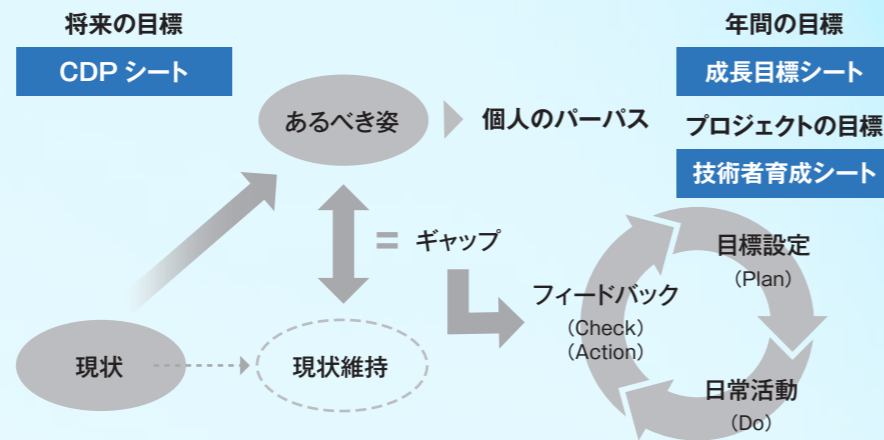 将来の目標
CDP シート
あるべき姿
個人のパーパス
年間の目標
成長目標シート
プロジェクトの目標
技術者育成シート
= ギャップ
現状
現状維持
目標設定
(Plan)
フィードバック
(Check)
(Action)
日常活動
(Do)